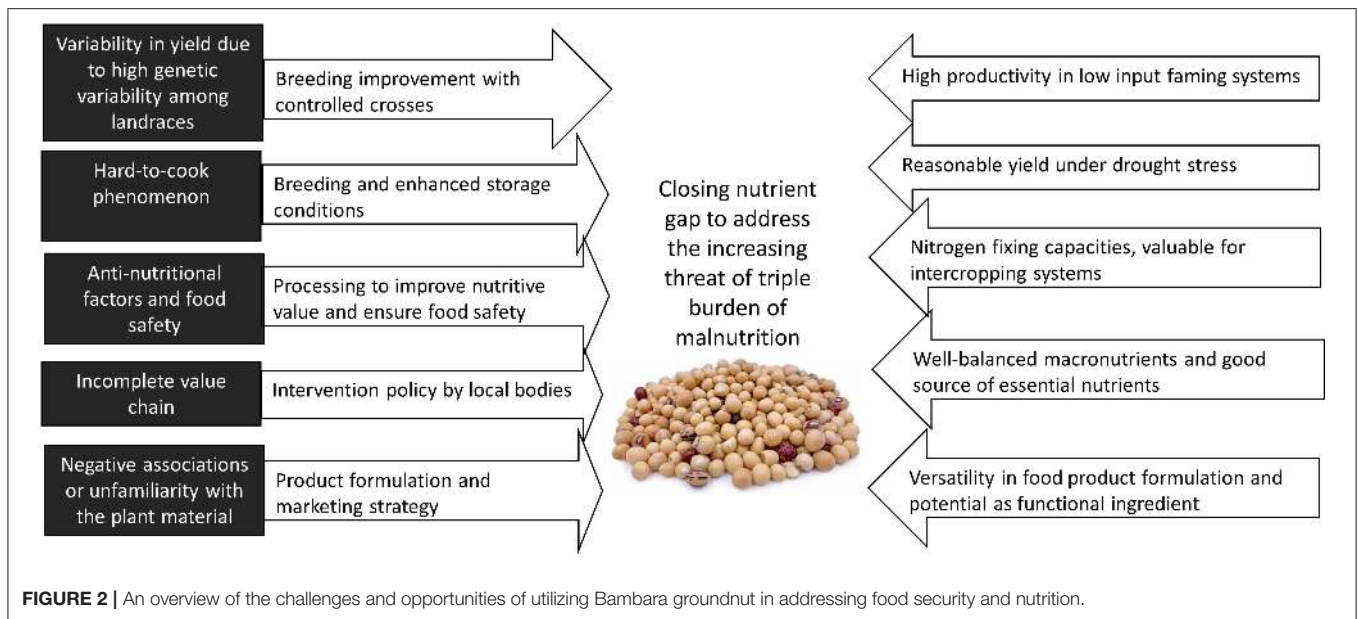 Variability in yield due
to high genetic
variability among
landraces
Breeding improvement with
controlled crosses
Hard-to-cook
phenomenon
Breeding and enhanced storage
conditions
Anti-nutritional
factors and food
safety
Processing to improve nutritive
value and ensure food safety
Incomplete value
chain
Intervention policy by local bodies
Negative associations
or unfamiliarity with
the plant material
Product formulation and
marketing strategy
Closing nutrient
gap to address
the increasing
threat of triple
burden of
malnutrition
High productivity in low input faming systems
Reasonable yield under drought stress
Nitrogen fixing capacities, valuable for
intercropping systems
Well-balanced macronutrients and good
source of essential nutrients
Versatility in food product formulation and
potential as functional ingredient
FIGURE 2 | An overview of the challenges and opportunities of utilizing Bambara groundnut in addressing food security and nutrition.